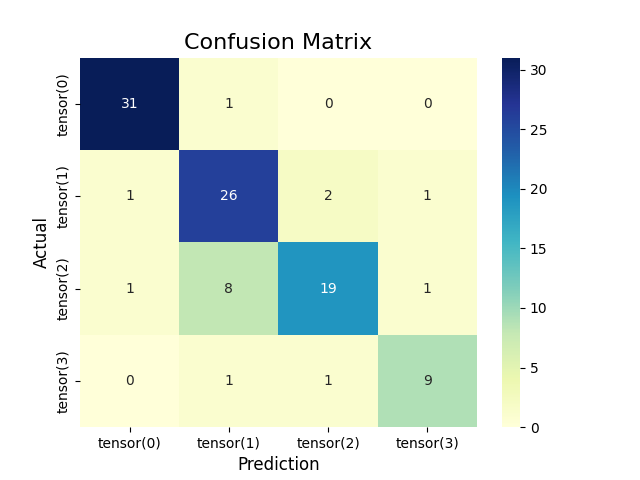 Confusion Matrix
Actual
tensor(0)
31 1 0 0
tensor(1)
1 26 2 1
tensor(2)
1 8 19 1
tensor(3)
0 1 1 9
tensor(0) tensor(1) tensor(2) tensor(3)
Prediction
30
25
20
15
10
5
0